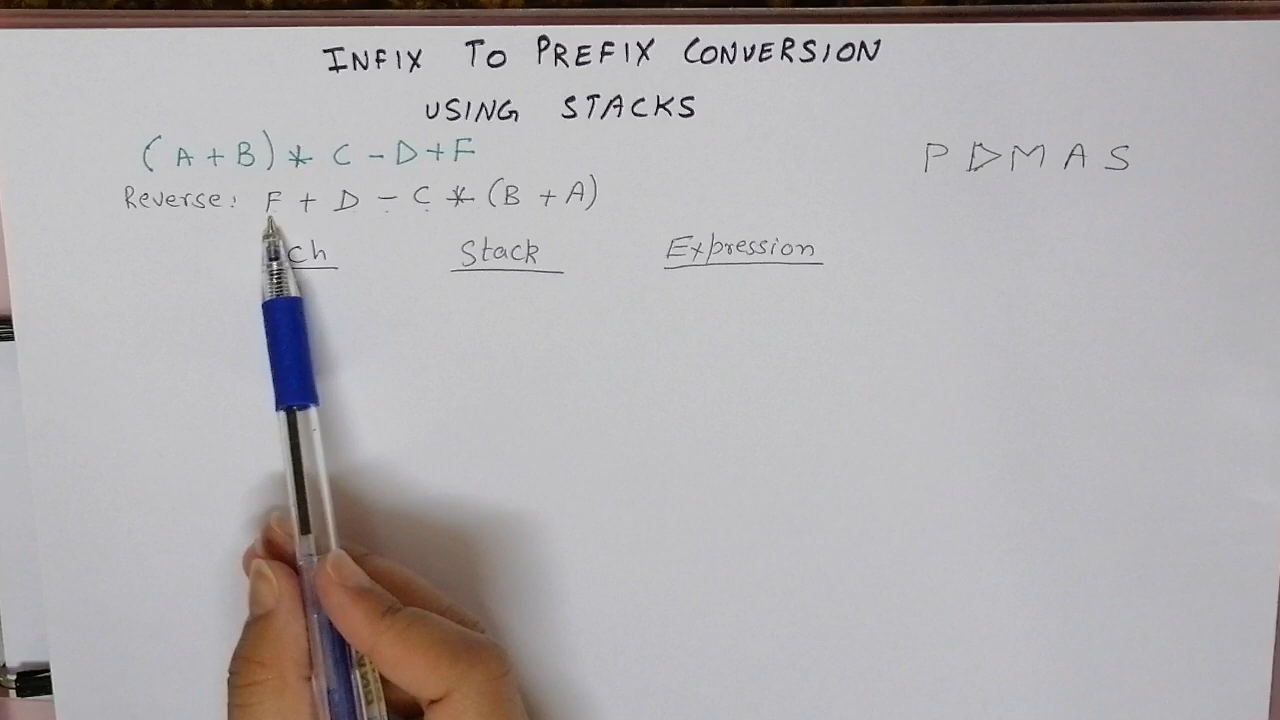 INFIX TO PREFIX CONVERSION
USING STACKS
(A+B) * C - D + F
PDMAS
Reverse: F + D - C * (B + A)
ch Stack Expression